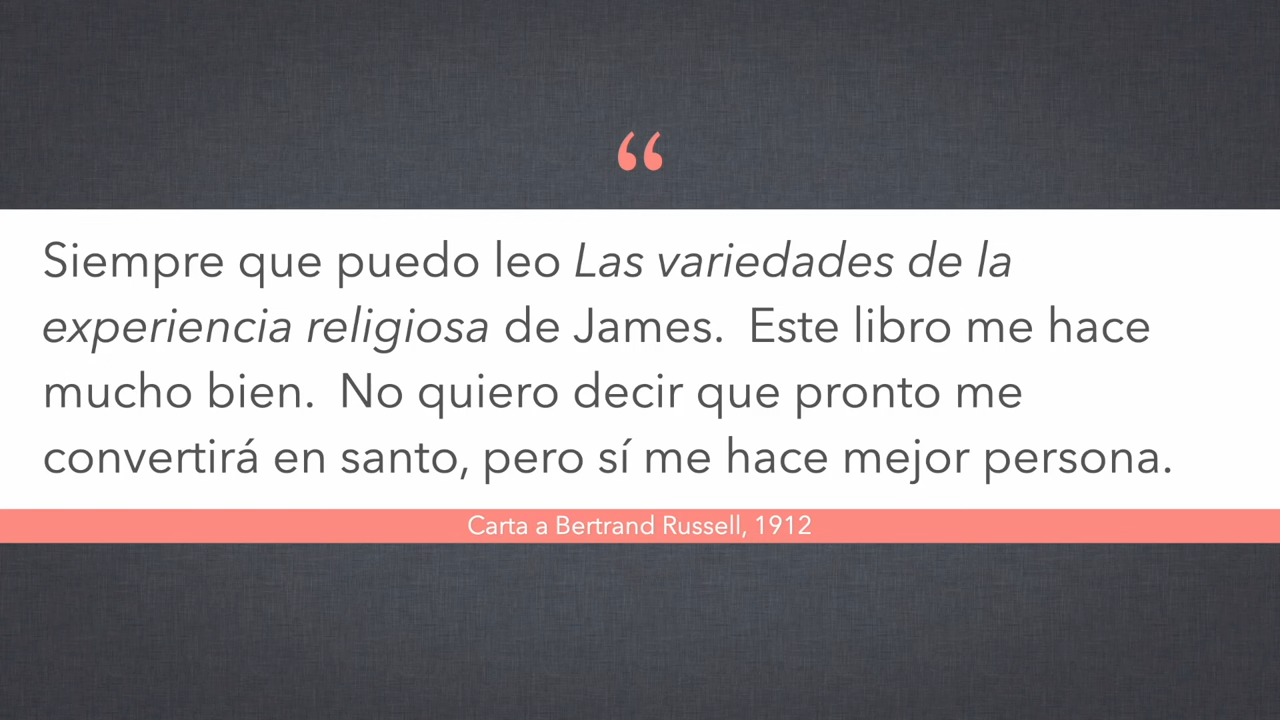 “
Siempre que puedo leo Las variedades de la
experiencia religiosa de James.  Este libro me hace
mucho bien.  No quiero decir que pronto me
convertirá en santo, pero sí me hace mejor persona.
Carta a Bertrand Russell, 1912